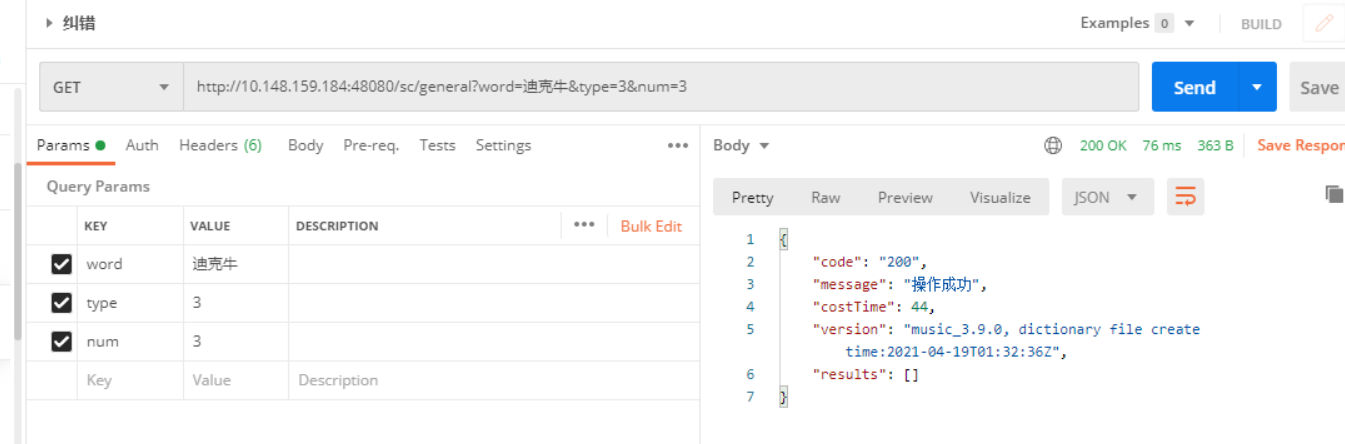 纠错
Examples 0 BUILD
GET http://10.148.159.184:48080/sc/general?word=迪克牛&type=3&num=3 Send Save
Params Auth Headers (6) Body Pre-req. Tests Settings ••• Body 200 OK 76 ms 363 B Save Respon
Query Params
Pretty Raw Preview Visualize JSON
KEY VALUE DESCRIPTION ••• Bulk Edit
word 迪克牛
type 3
num 3
Key Value Description
1 {
2 "code": "200",
3 "message": "操作成功",
4 "costTime": 44,
5 "version": "music_3.9.0, dictionary file create
time:2021-04-19T01:32:36Z",
6 "results": []
7 }